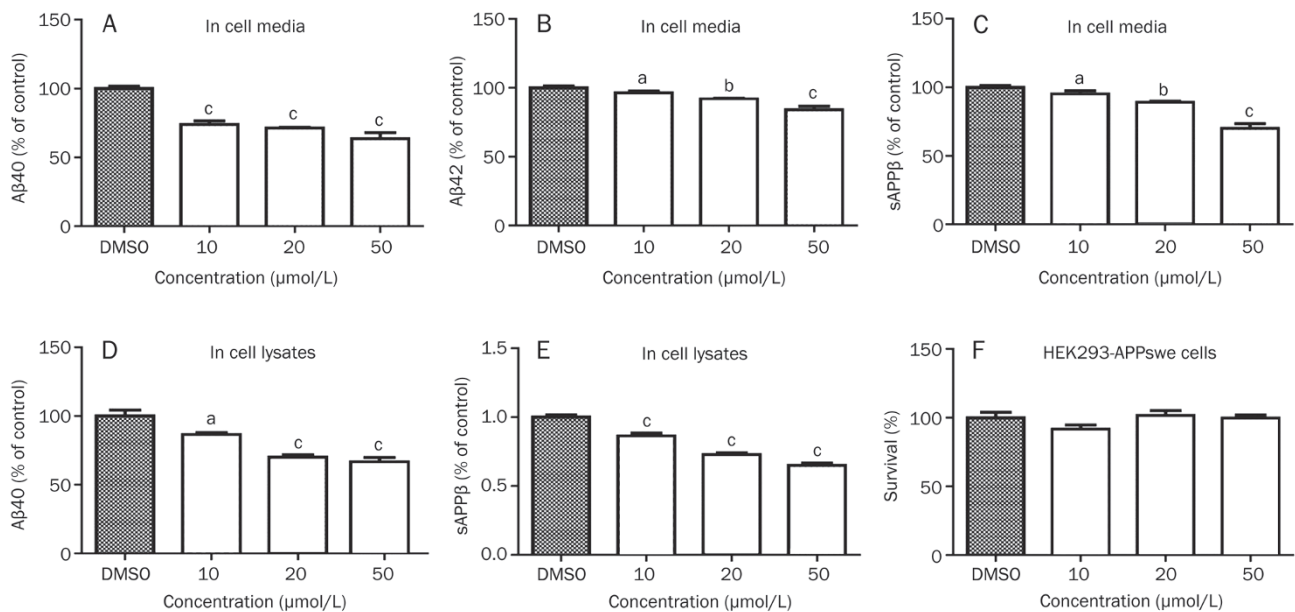 A
In cell media
Aβ40 (% of control)
150
100
50
0
c
c
c
DMSO 10 20 50
Concentration (μmol/L)
B
In cell media
Aβ42 (% of control)
150
100
50
0
a
b
c
DMSO 10 20 50
Concentration (μmol/L)
C
In cell media
sAPPβ (% of control)
150
100
50
0
a
b
c
DMSO 10 20 50
Concentration (μmol/L)
D
In cell lysates
Aβ40 (% of control)
150
100
50
0
a
c
c
DMSO 10 20 50
Concentration (μmol/L)
E
In cell lysates
sAPPβ (% of control)
1.5
1.0
0.5
0.0
c
c
c
DMSO 10 20 50
Concentration (μmol/L)
F
HEK293-APPswe cells
Survival (%)
150
100
50
0
DMSO 10 20 50
Concentration (μmol/L)